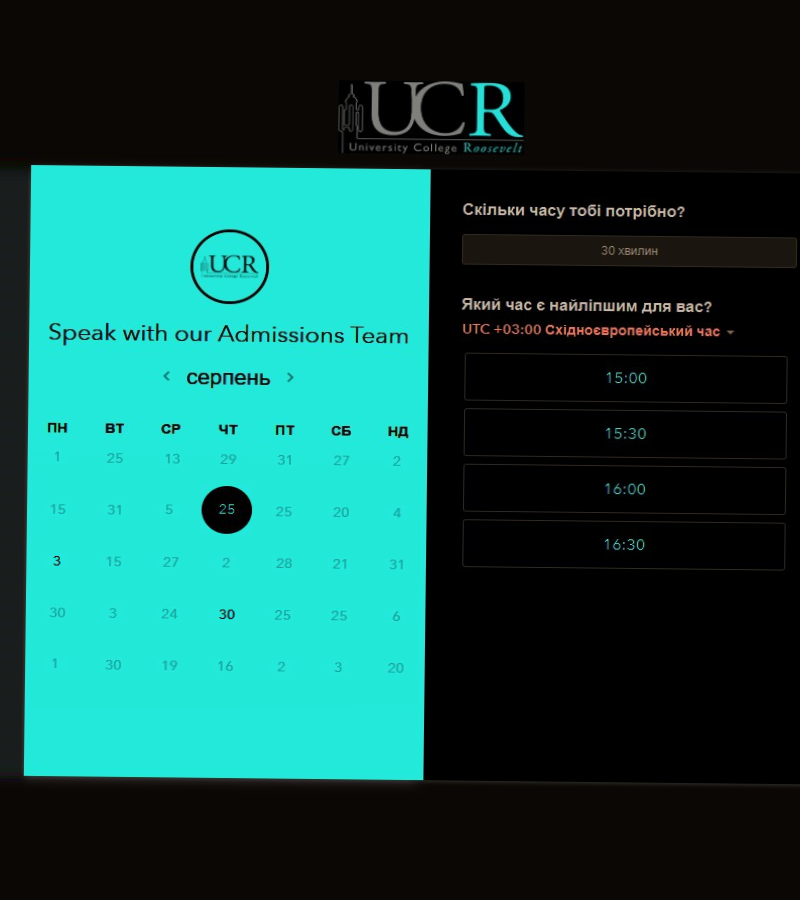 UCR
University College Roosevelt
UCR
Speak with our Admissions Team
серпень
ПН ВТ СР ЧТ ПТ СБ НД
1 25 13 29 31 27 2
15 31 5 25 25 20 4
3 15 27 2 28 21 31
30 3 24 30 25 25 6
1 30 19 16 2 3 20
Скільки часу тобі потрібно?
30 хвилин
Який час є найліпшим для вас?
UTC +03:00 Східноєвропейський час
15:00
15:30
16:00
16:30